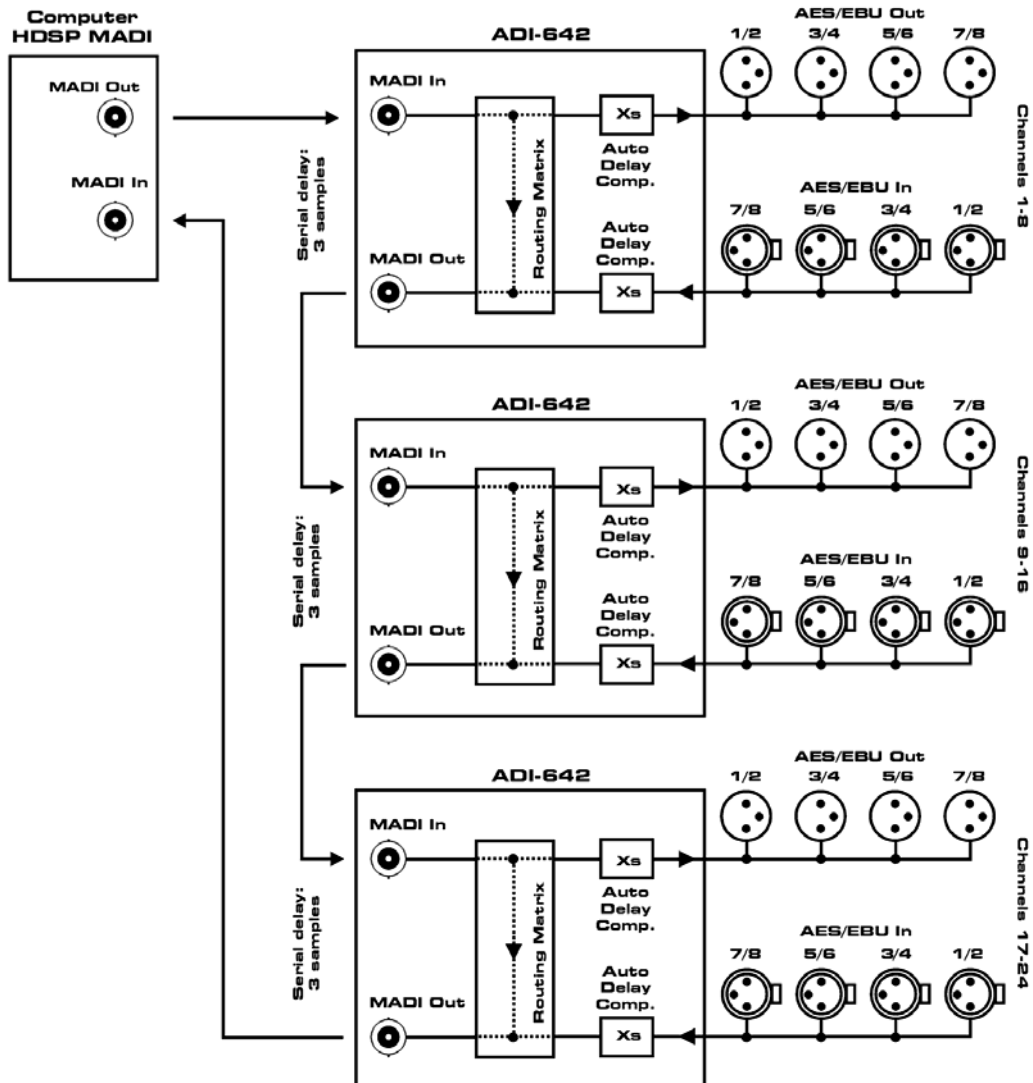 Computer
HDSP MADI
MADI Out
MADI In
ADI-642
MADI In
MADI Out
Serial delay:
3 samples
Routing Matrix
Xs
Auto
Delay
Comp.
Auto
Delay
Comp.
Xs
AES/EBU Out
1/2 3/4 5/6 7/8
AES/EBU In
7/8 5/6 3/4 1/2
Channels 1-8
ADI-642
MADI In
MADI Out
Serial delay:
3 samples
Routing Matrix
Xs
Auto
Delay
Comp.
Auto
Delay
Comp.
Xs
AES/EBU Out
1/2 3/4 5/6 7/8
AES/EBU In
7/8 5/6 3/4 1/2
Channels 9-16
ADI-642
MADI In
MADI Out
Serial delay:
3 samples
Routing Matrix
Xs
Auto
Delay
Comp.
Auto
Delay
Comp.
Xs
AES/EBU Out
1/2 3/4 5/6 7/8
AES/EBU In
7/8 5/6 3/4 1/2
Channels 17-24